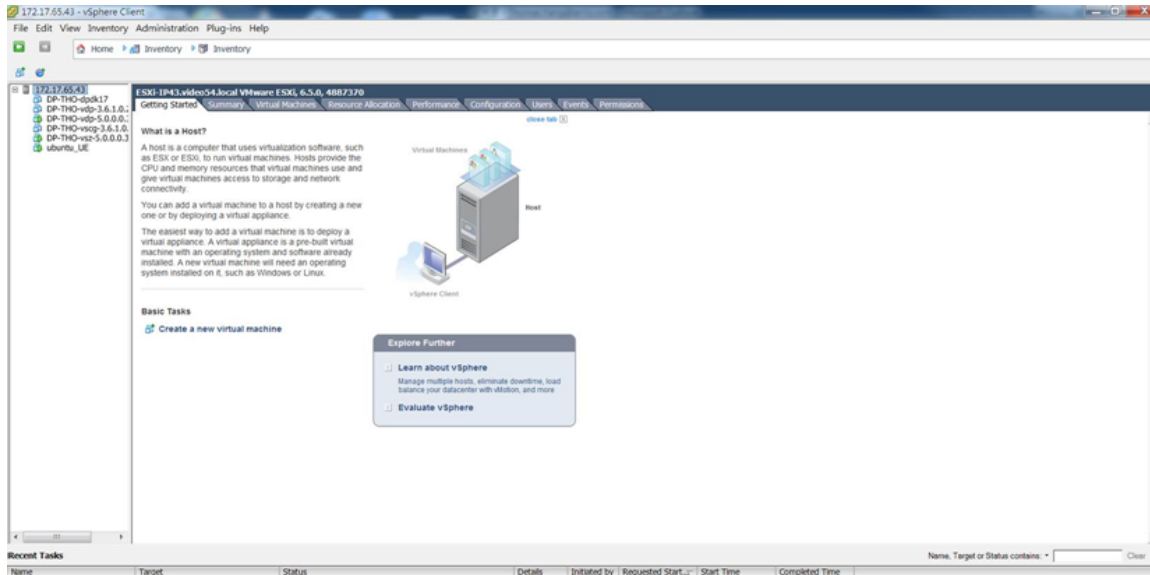 172.17.65.43 - vSphere Client
File Edit View Inventory Administration Plug-ins Help
Home Inventory Inventory
172.17.65.43
DP-THO-dpdk17
DP-THO-vdp-3.6.1.0.
DP-THO-vdp-5.0.0.0.
DP-THO-vscg-3.6.1.0.
DP-THO-vsz-5.0.0.0.3
ubuntu_UE
ESXi-IP43.video54.local VMware ESXi, 6.5.0, 4887370
Getting Started Summary Virtual Machines Resource Allocation Performance Configuration Users Events Permissions
close tab
What is a Host?
A host is a computer that uses virtualization software, such
as ESX or ESXi, to run virtual machines. Hosts provide the
CPU and memory resources that virtual machines use and
give virtual machines access to storage and network
connectivity.
You can add a virtual machine to a host by creating a new
one or by deploying a virtual appliance.
The easiest way to add a virtual machine is to deploy a
virtual appliance. A virtual appliance is a pre-built virtual
machine with an operating system and software already
installed. A new virtual machine will need an operating
system installed on it, such as Windows or Linux.
Basic Tasks
Create a new virtual machine
Virtual Machines
Host
vSphere Client
Explore Further
Learn about vSphere
Manage multiple hosts, eliminate downtime, load
balance your datacenter with vMotion, and more
Evaluate vSphere
Recent Tasks
Name, Target or Status contains:
Clear
Name Target Status Details Initiated by Requested Start... Start Time Completed Time